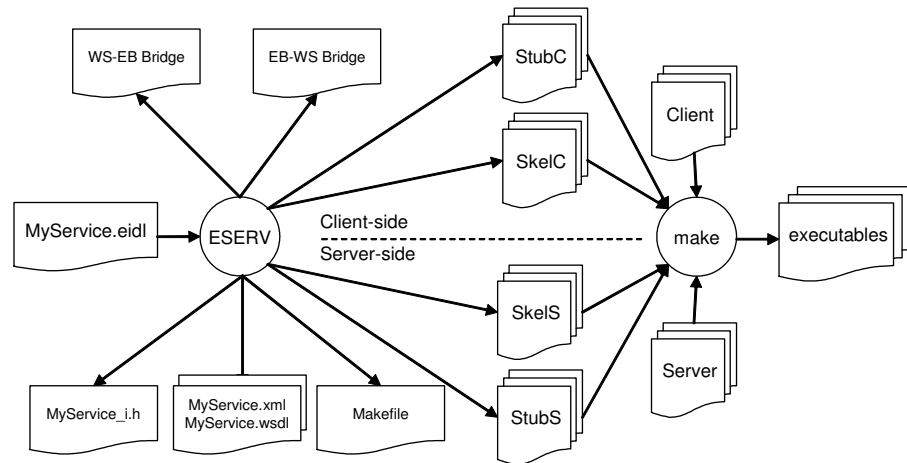 WS-EB Bridge
EB-WS Bridge
StubC
Client
SkelC
MyService.eidl
ESERV
Client-side
Server-side
make
executables
SkelS
Server
MyService_i.h
MyService.xml
MyService.wsdl
Makefile
StubS